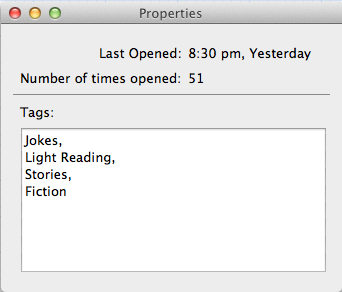 Properties
Last Opened: 8:30 pm, Yesterday
Number of times opened: 51
Tags:
Jokes,
Light Reading,
Stories,
Fiction